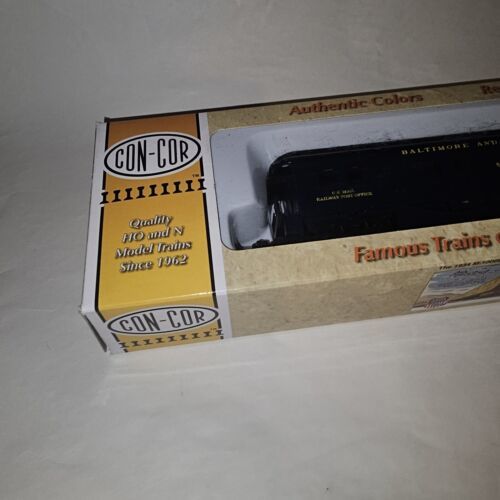 Authentic Colors
CON-COR
TM
BALTIMORE AND
U.S. MAIL
RAILWAY POST OFFICE
Quality
HO and N
Model Trains
Since 1962
Famous Trains
CON-COR